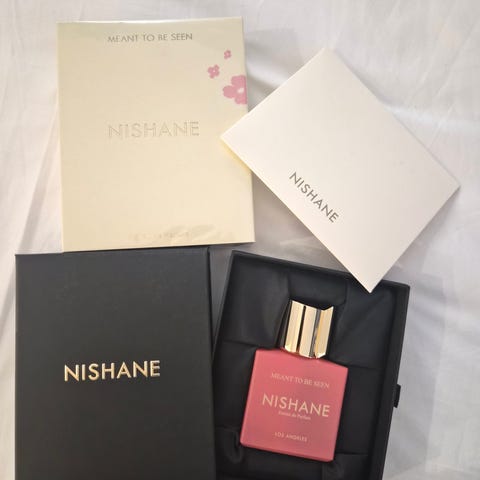 MEANT TO BE SEEN
NISHANE
NISHANE
NISHANE
MEANT TO BE SEEN
NISHANE
Extrait de Parfum
LOS ANGELES